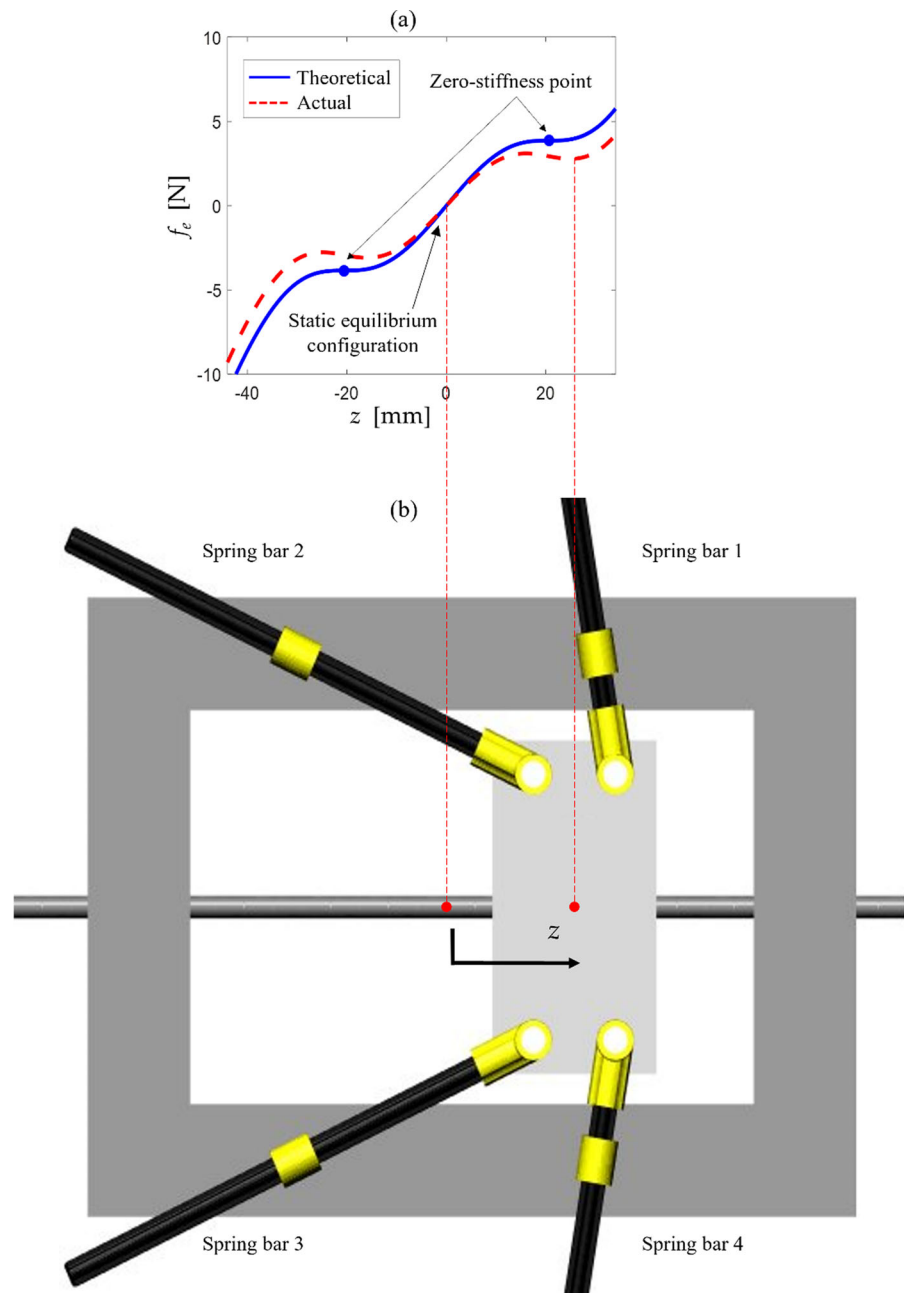 (a)
10
Theoretical
Actual
Zero-stiffness point
5
0
-5
-10
fₑ [N]
Static equilibrium
configuration
-40
-20
0
20
z [mm]
(b)
Spring bar 2
Spring bar 1
z
Spring bar 3
Spring bar 4